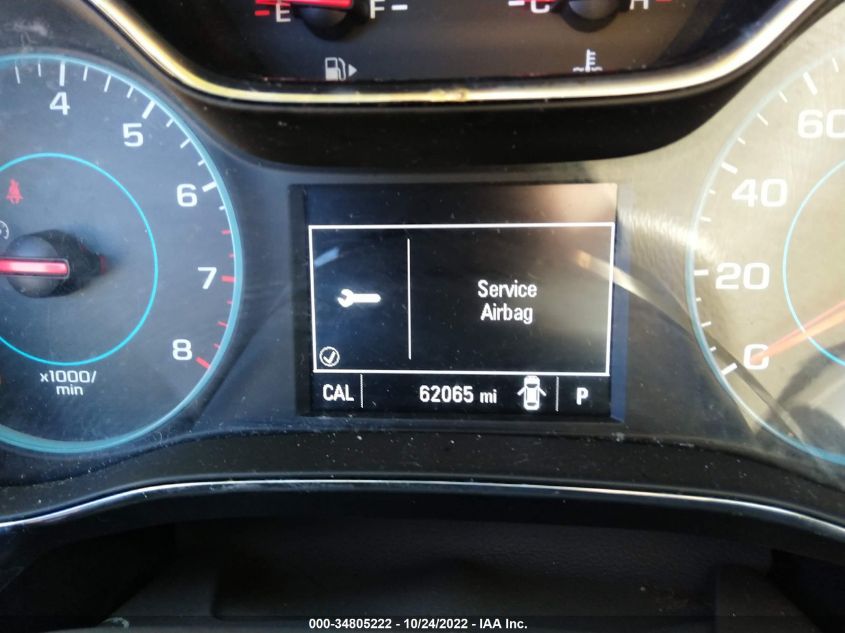 E F C H
4
5
6
7
8
x1000/
min
Service
Airbag
CAL 62065 mi P
60
40
20
0
000-34805222 - 10/24/2022 - IAA Inc.